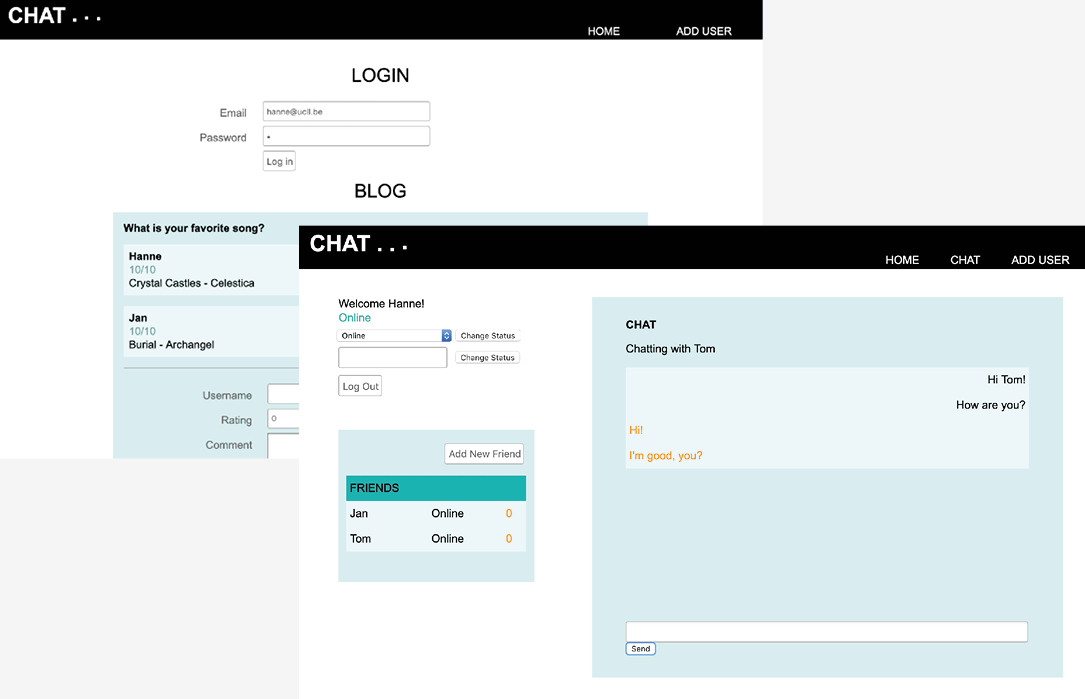 CHAT . . .
HOME ADD USER
LOGIN
Email hanne@ucll.be
Password •
Log in
BLOG
What is your favorite song?
Hanne
10/10
Crystal Castles - Celestica
Jan
10/10
Burial - Archangel
Username
Rating 0
Comment
CHAT . . .
HOME CHAT ADD USER
Welcome Hanne!
Online
Online Change Status
Change Status
Log Out
Add New Friend
FRIENDS
Jan Online 0
Tom Online 0
CHAT
Chatting with Tom
Hi Tom!
How are you?
Hi!
I'm good, you?
Send